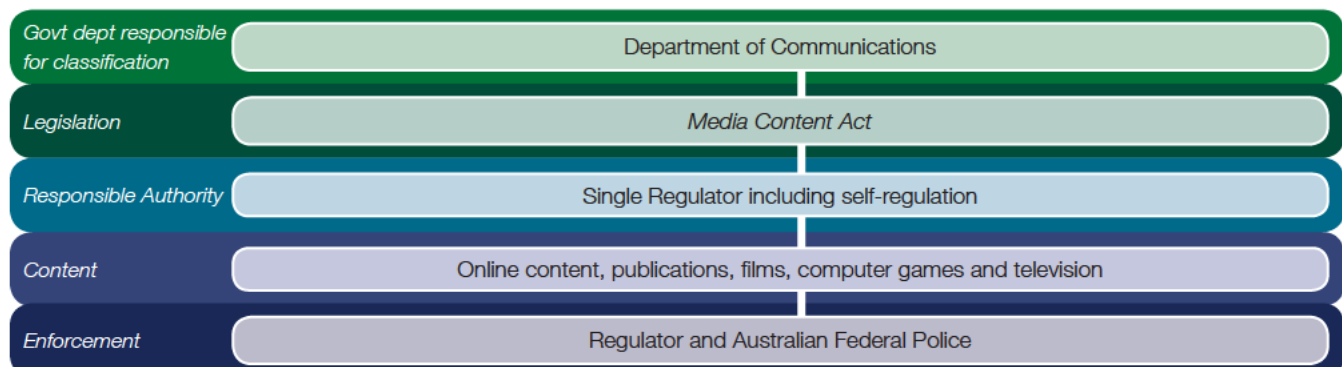 Govt dept responsible
for classification
Department of Communications
Legislation
Media Content Act
Responsible Authority
Single Regulator including self-regulation
Content
Online content, publications, films, computer games and television
Enforcement
Regulator and Australian Federal Police